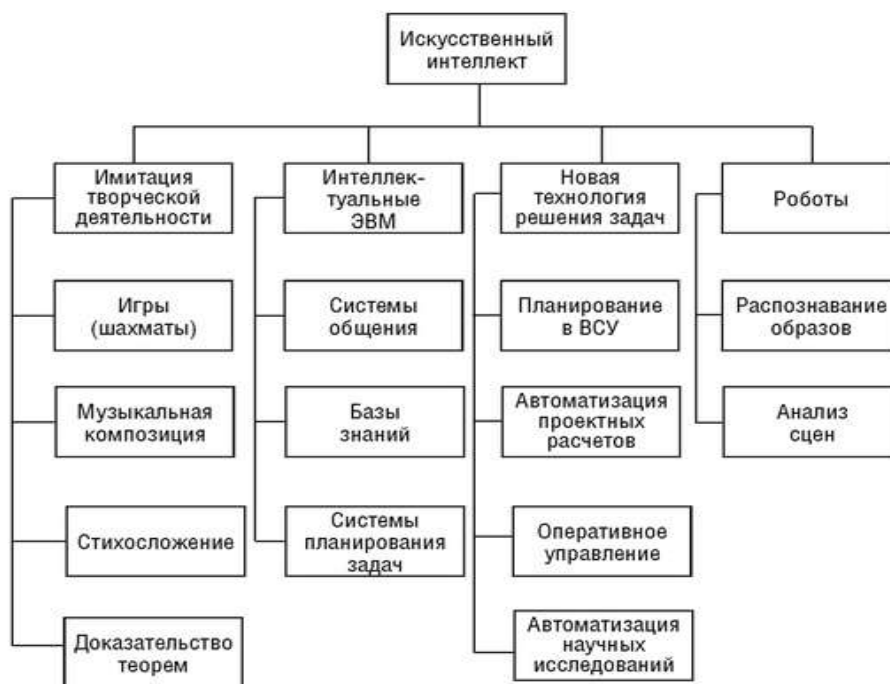 Искусственный
интеллект
Имитация
творческой
деятельности
Игры
(шахматы)
Музыкальная
композиция
Стихосложение
Доказательство
теорем
Интеллек-
туальные
ЭВМ
Системы
общения
Базы
знаний
Системы
планирования
задач
Новая
технология
решения задач
Планирование
в ВСУ
Автоматизация
проектных
расчетов
Оперативное
управление
Автоматизация
научных
исследований
Роботы
Распознавание
образов
Анализ
сцен